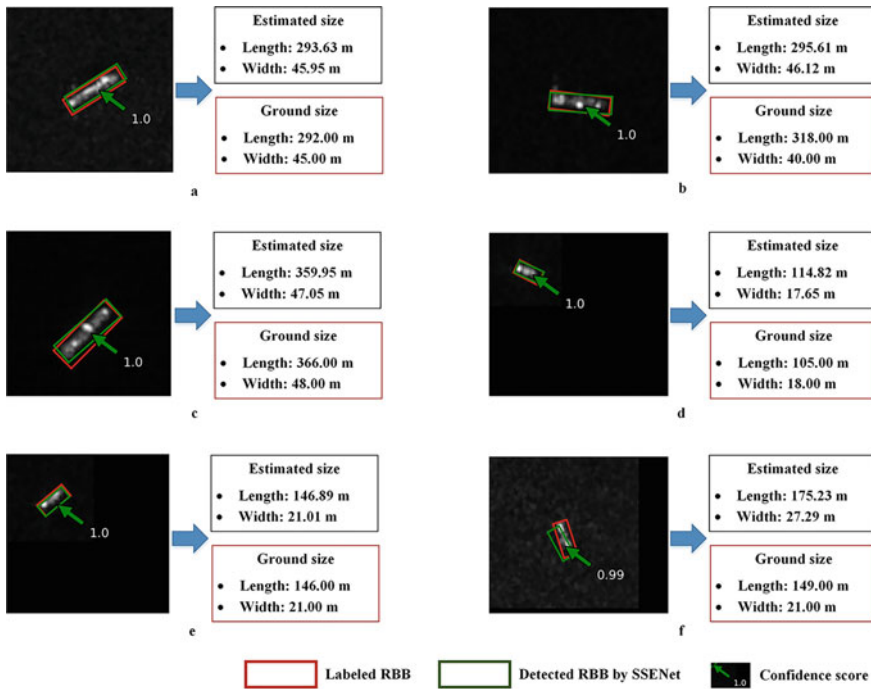 Estimated size
• Length: 293.63 m
• Width: 45.95 m
1.0
Ground size
• Length: 292.00 m
• Width: 45.00 m
a
Estimated size
• Length: 295.61 m
• Width: 46.12 m
1.0
Ground size
• Length: 318.00 m
• Width: 40.00 m
b
Estimated size
• Length: 359.95 m
• Width: 47.05 m
1.0
Ground size
• Length: 366.00 m
• Width: 48.00 m
c
Estimated size
• Length: 114.82 m
• Width: 17.65 m
1.0
Ground size
• Length: 105.00 m
• Width: 18.00 m
d
Estimated size
• Length: 146.89 m
• Width: 21.01 m
1.0
Ground size
• Length: 146.00 m
• Width: 21.00 m
e
Estimated size
• Length: 175.23 m
• Width: 27.29 m
0.99
Ground size
• Length: 149.00 m
• Width: 21.00 m
f
Labeled RBB
Detected RBB by SSENet
1.0
Confidence score